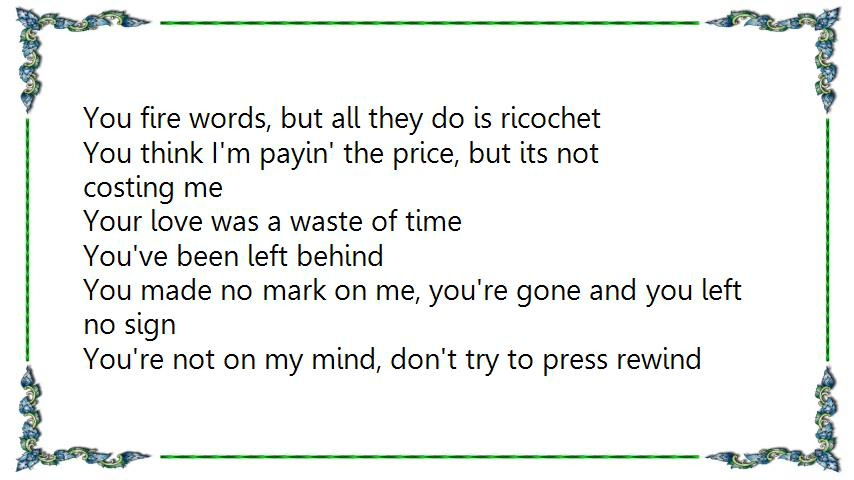 You fire words, but all they do is ricochet
You think I'm payin' the price, but its not
costing me
Your love was a waste of time
You've been left behind
You made no mark on me, you're gone and you left
no sign
You're not on my mind, don't try to press rewind